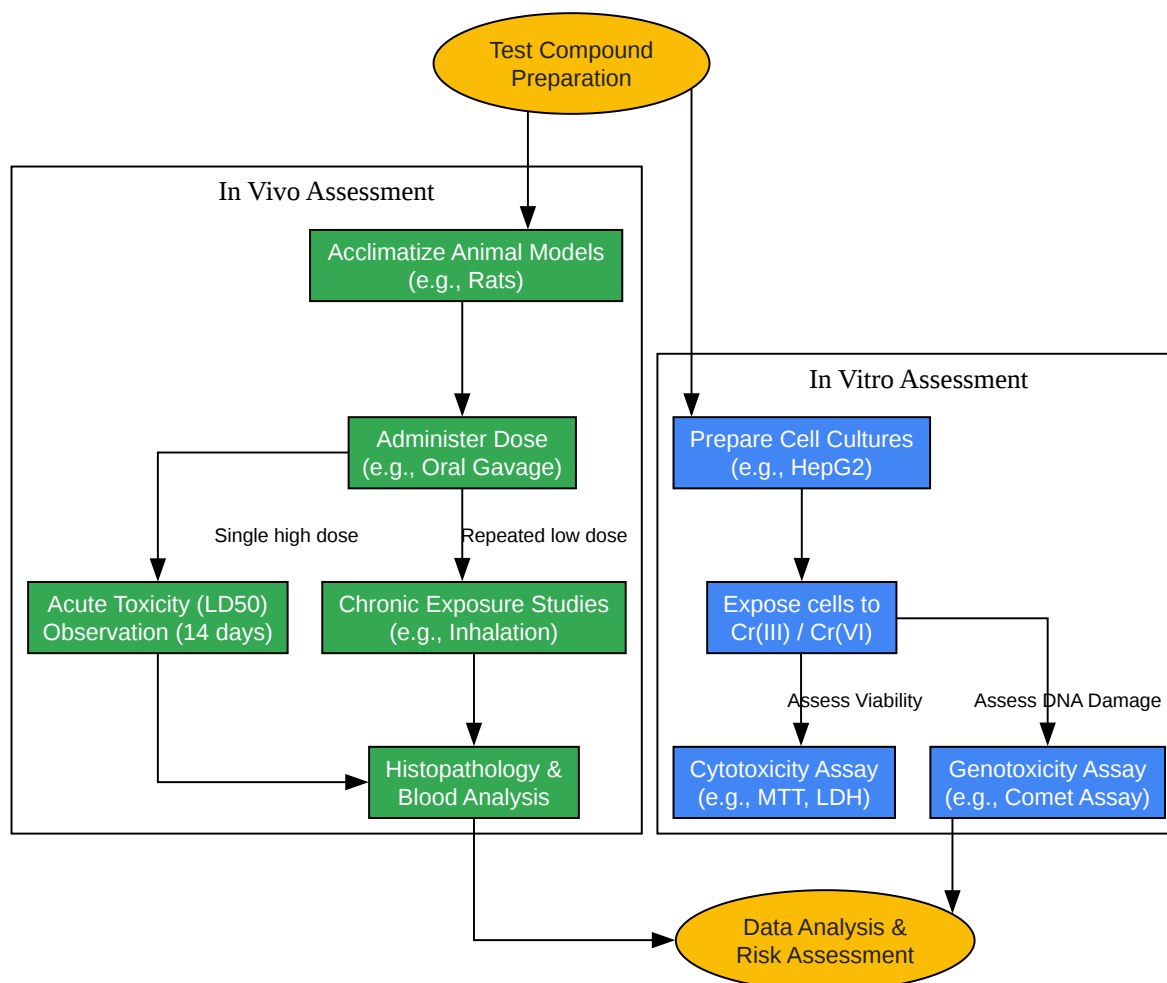 Test Compound
Preparation
In Vivo Assessment
Acclimatize Animal Models
(e.g., Rats)
In Vitro Assessment
Administer Dose
(e.g., Oral Gavage)
Prepare Cell Cultures
(e.g., HepG2)
Single high dose
Repeated low dose
Acute Toxicity (LD50)
Observation (14 days)
Chronic Exposure Studies
(e.g., Inhalation)
Expose cells to
Cr(III) / Cr(VI)
Assess Viability
Assess DNA Damage
Histopathology &
Blood Analysis
Cytotoxicity Assay
(e.g., MTT, LDH)
Genotoxicity Assay
(e.g., Comet Assay)
Data Analysis &
Risk Assessment